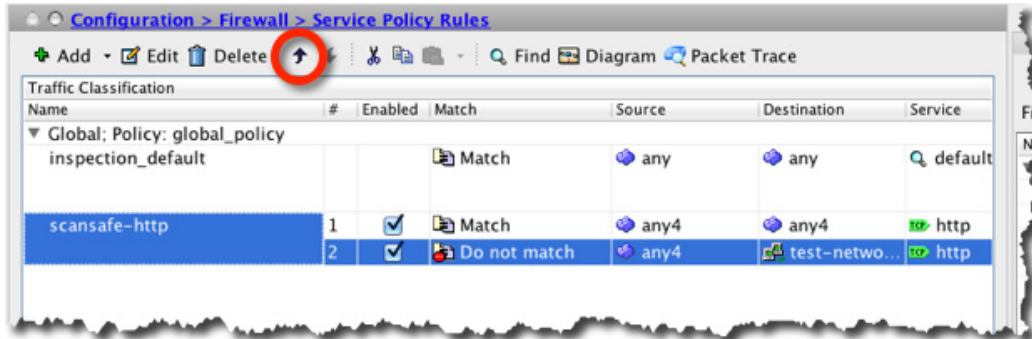 Configuration > Firewall > Service Policy Rules
Add Edit Delete Find Diagram Packet Trace
Traffic Classification
Name # Enabled Match Source Destination Service
Global; Policy: global_policy
inspection_default Match any any default
scansafe-http 1 Match any4 any4 TCP http
2 Do not match any4 test-netwo... TCP http